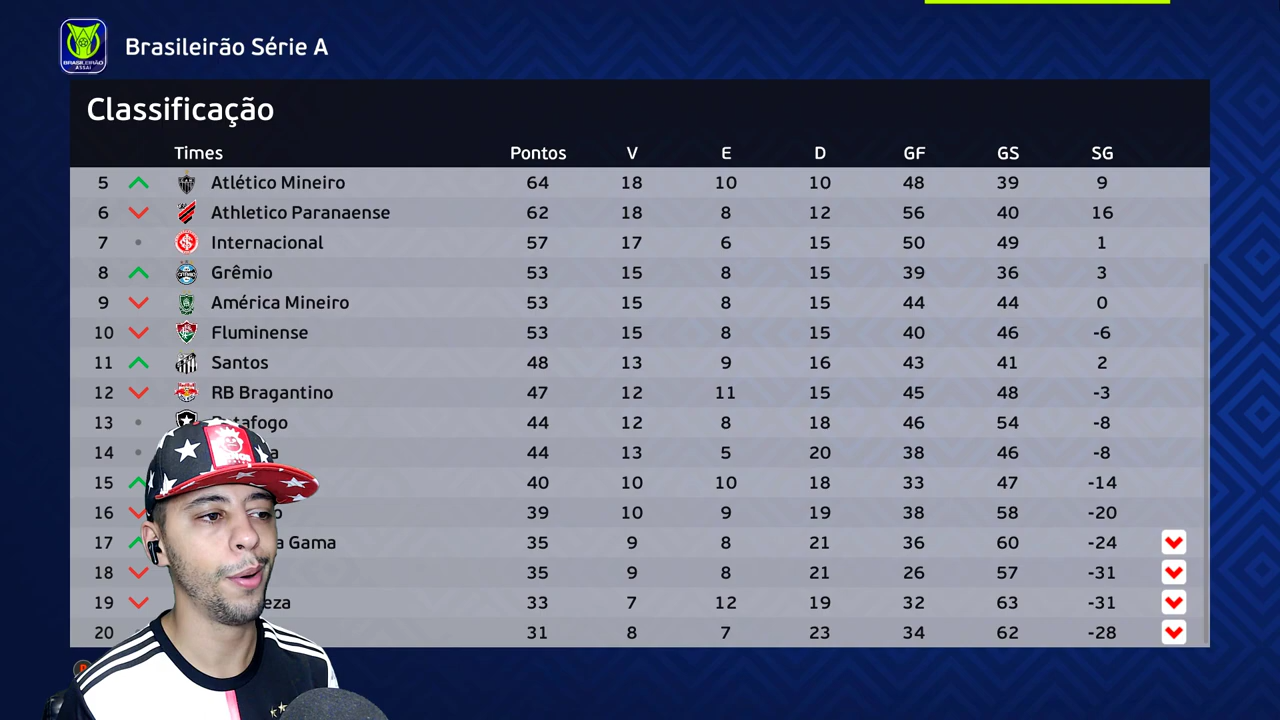 Brasileirão Série A
BRASILEIRÃO
ASSAÍ
Classificação
Times Pontos V E D GF GS SG
5 Atlético Mineiro 64 18 10 10 48 39 9
6 Athletico Paranaense 62 18 8 12 56 40 16
7 Internacional 57 17 6 15 50 49 1
8 Grêmio 53 15 8 15 39 36 3
9 América Mineiro 53 15 8 15 44 44 0
10 Fluminense 53 15 8 15 40 46 -6
11 Santos 48 13 9 16 43 41 2
12 RB Bragantino 47 12 11 15 45 48 -3
13 tafogo 44 12 8 18 46 54 -8
14 44 13 5 20 38 46 -8
15 40 10 10 18 33 47 -14
16 39 10 9 19 38 58 -20
17 Gama 35 9 8 21 36 60 -24
18 35 9 8 21 26 57 -31
19 eza 33 7 12 19 32 63 -31
20 31 8 7 23 34 62 -28